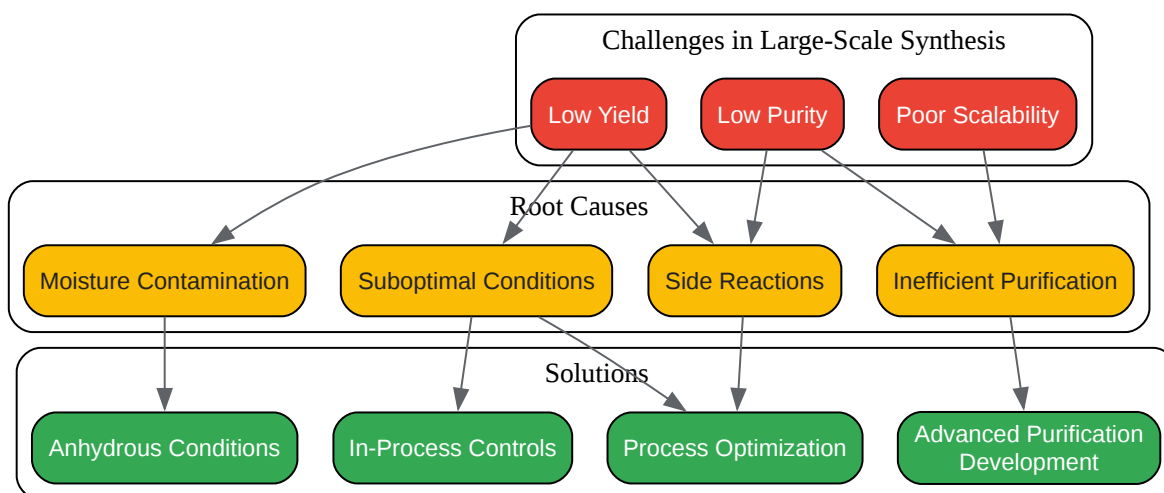 Challenges in Large-Scale Synthesis
Low Yield
Low Purity
Poor Scalability
Root Causes
Moisture Contamination
Suboptimal Conditions
Side Reactions
Inefficient Purification
Solutions
Anhydrous Conditions
In-Process Controls
Process Optimization
Advanced Purification
Development